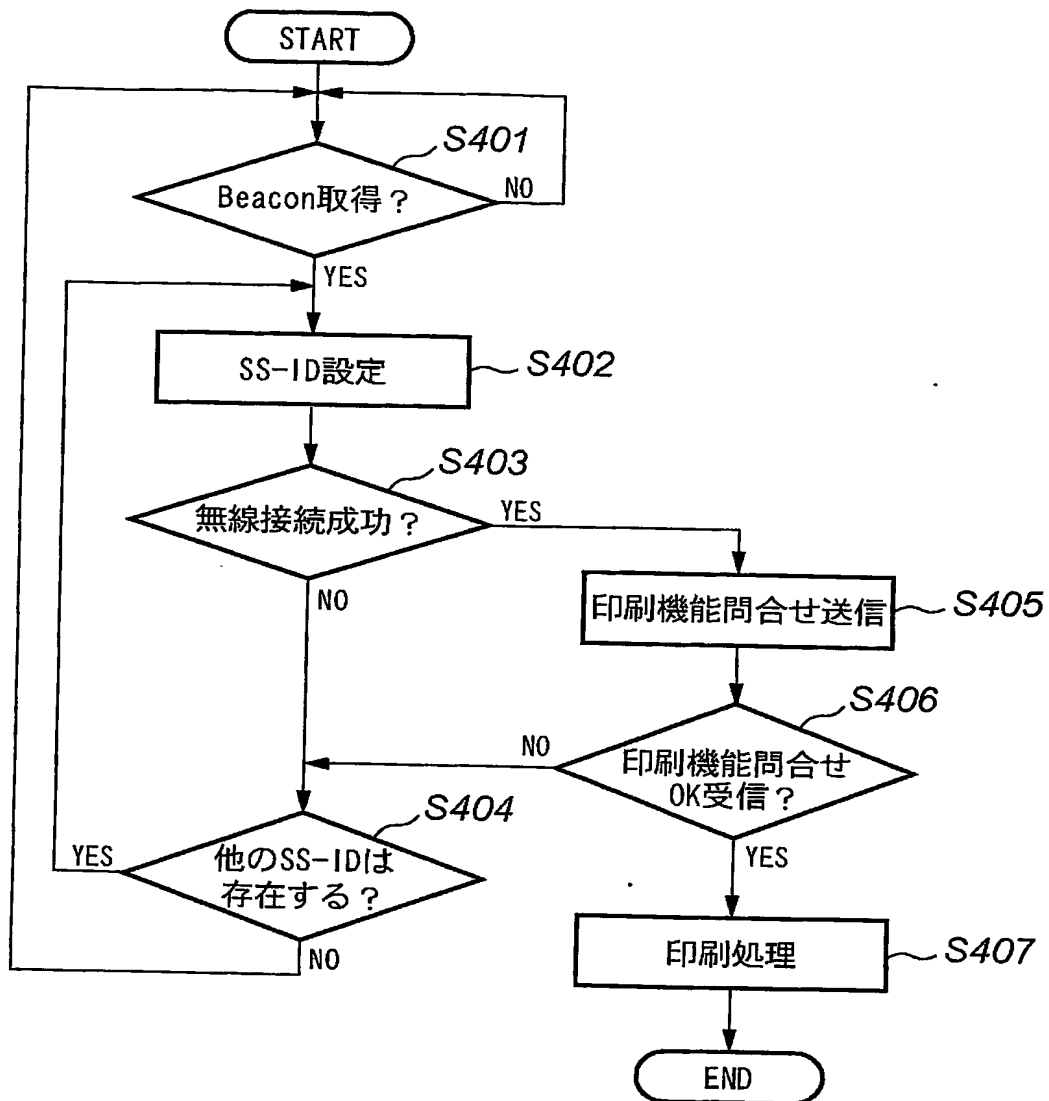 START
S401
Beacon取得？
NO
YES
SS-ID設定
S402
S403
無線接続成功？
YES
NO
印刷機能問合せ送信
S405
S406
NO
印刷機能問合せ
OK受信？
S404
YES
他のSS-IDは
存在する？
YES
NO
印刷処理
S407
END